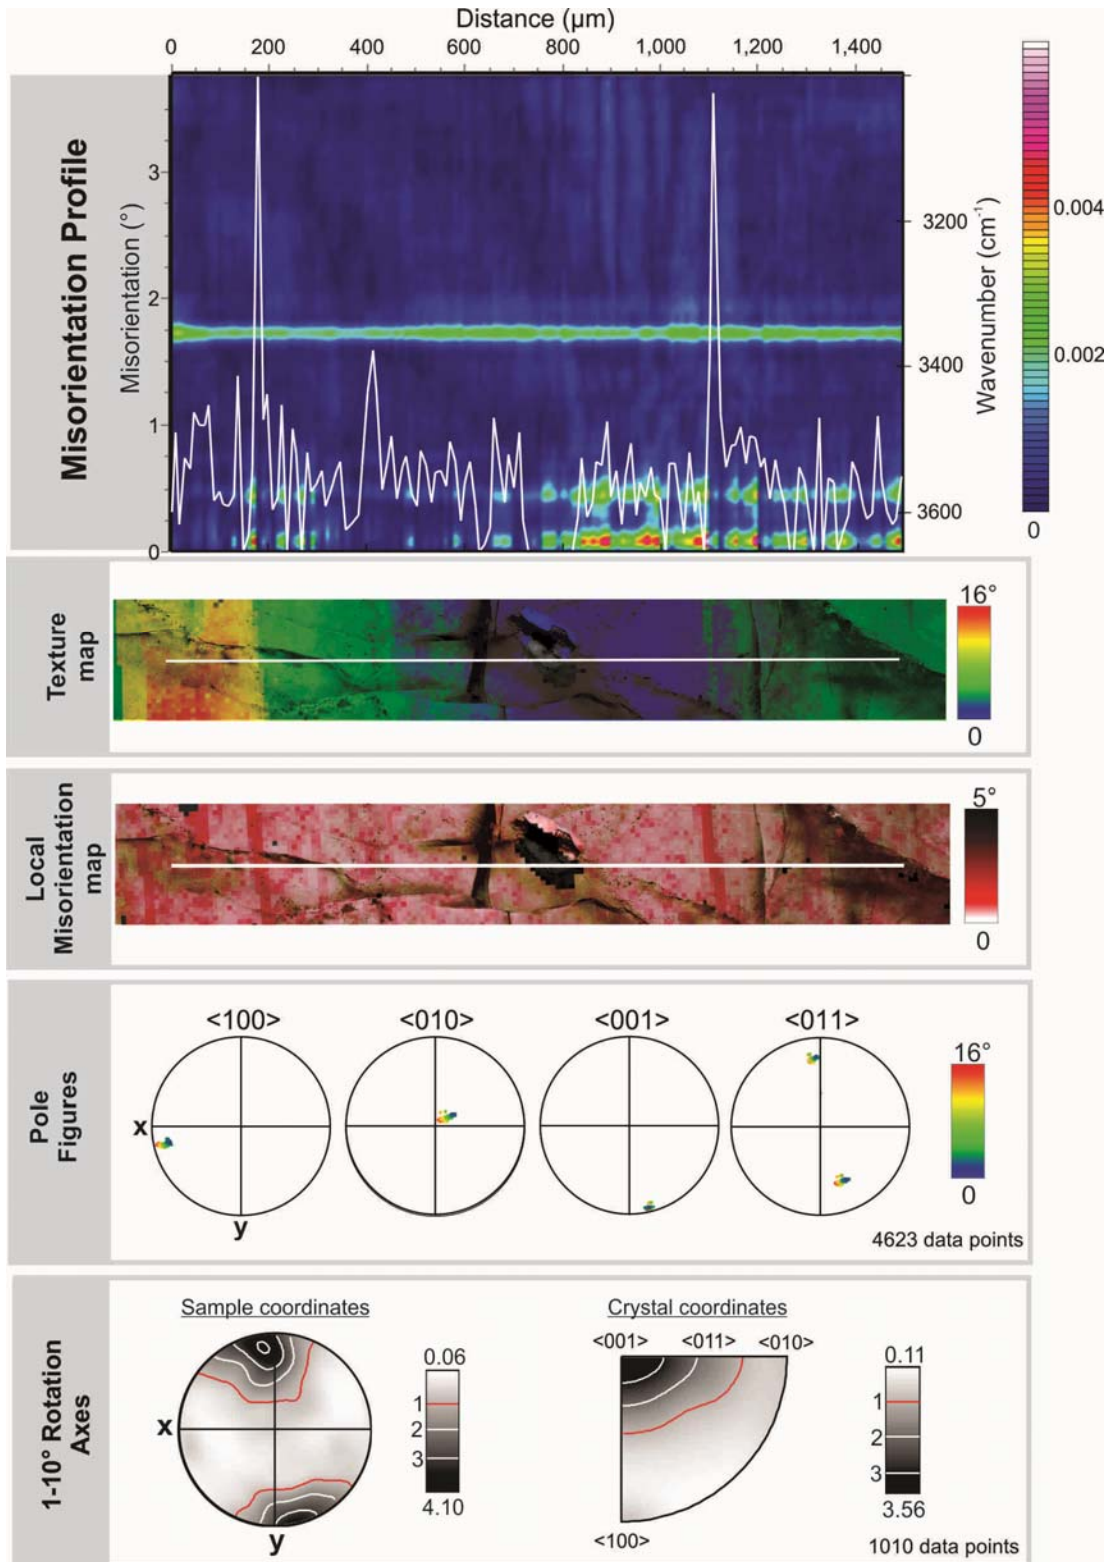 Distance (μm)
0 200 400 600 800 1,000 1,200 1,400
Misorientation Profile
Misorientation (°)
3
2
1
0
3200
3400
3600
Wavenumber (cm⁻¹)
0.004
0.002
0
Texture
map
16°
0
Local
Misorientation
map
5°
0
Pole
Figures
<100> <010> <001> <011>
x
y
16°
0
4623 data points
1-10° Rotation
Axes
Sample coordinates
x
y
0.06
1
2
3
4.10
Crystal coordinates
<001> <011> <010>
<100>
0.11
1
2
3
3.56
1010 data points